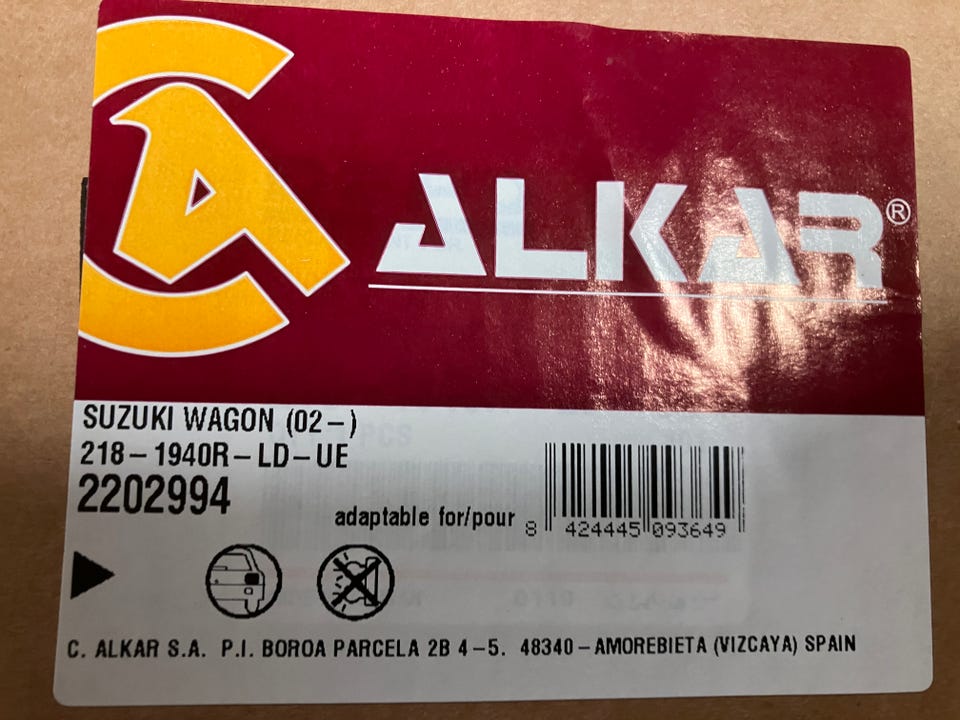 ALKAR®
SUZUKI WAGON (02-)
218-1940R-LD-UE
2202994
adaptable for/pour
8 424445 093649
C. ALKAR S.A. P.I. BOROA PARCELA 2B 4-5. 48340-AMOREBIETA (VIZCAYA) SPAIN